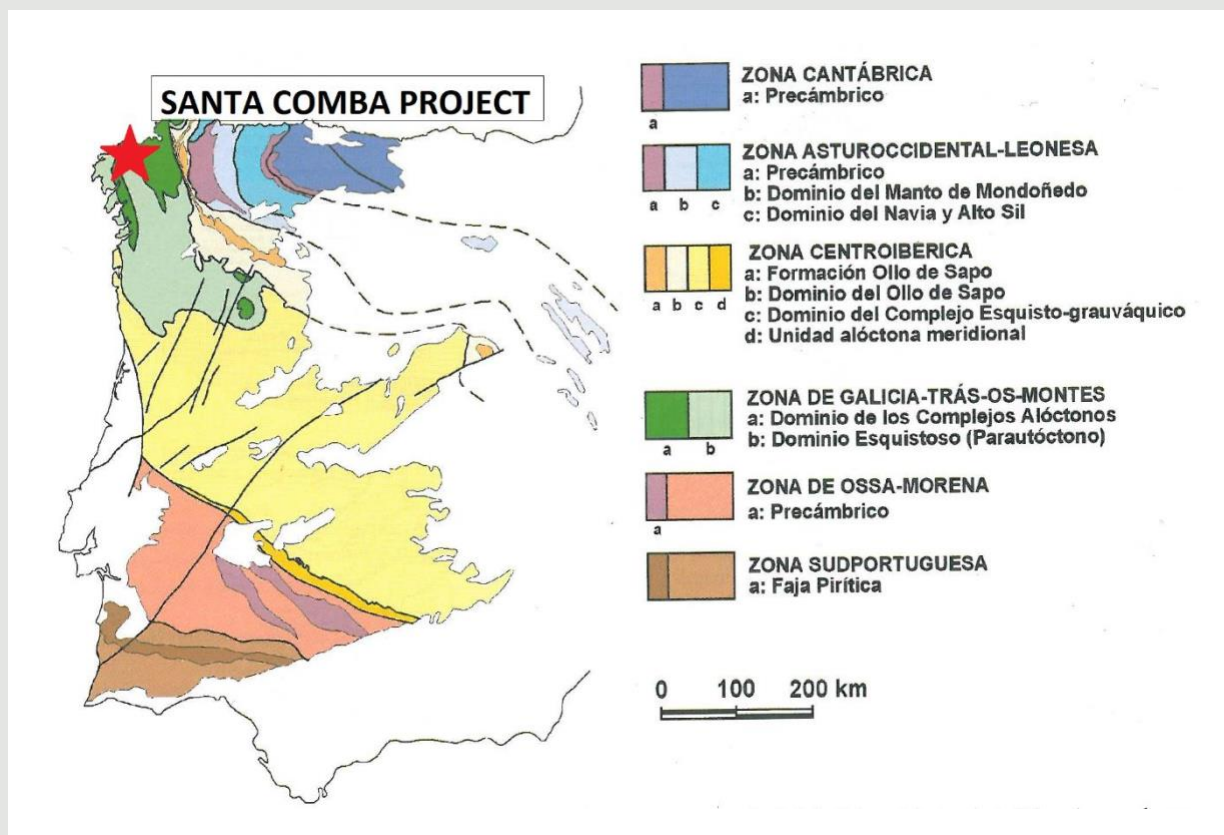 SANTA COMBA PROJECT
ZONA CANTÁBRICA
a: Precámbrico
a
ZONA ASTUROCCIDENTAL-LEONESA
a: Precámbrico
b: Dominio del Manto de Mondoñedo
c: Dominio del Navia y Alto Sil
a b c
ZONA CENTROIBÉRICA
a: Formación Ollo de Sapo
b: Dominio del Ollo de Sapo
c: Dominio del Complejo Esquisto-grauváquico
d: Unidad alóctona meridional
a b c d
ZONA DE GALICIA-TRÁS-OS-MONTES
a: Dominio de los Complejos Alóctonos
b: Dominio Esquistoso (Parautóctono)
a b
ZONA DE OSSA-MORENA
a: Precámbrico
a
ZONA SUDPORTUGUESA
a: Faja Pirítica
0 100 200 km